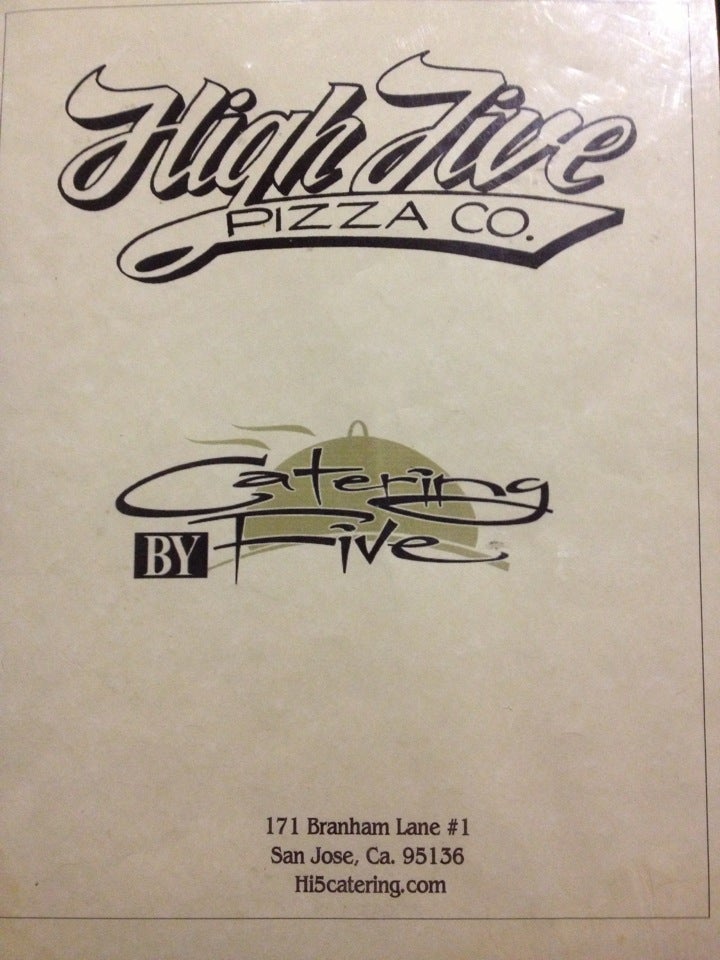 High Five
PIZZA CO.
Catering
BY Five
171 Branham Lane #1
San Jose, Ca. 95136
Hi5catering.com